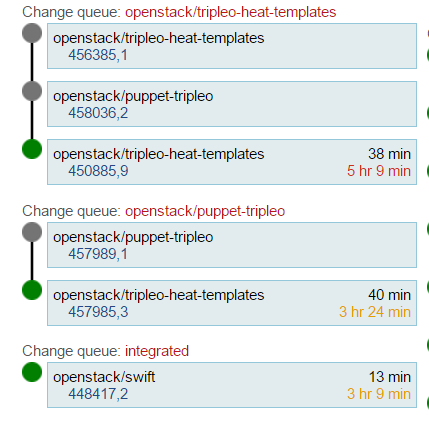 Change queue: openstack/tripleo-heat-templates
openstack/tripleo-heat-templates
456385,1
openstack/puppet-tripleo
458036,2
openstack/tripleo-heat-templates 38 min
450885,9 5 hr 9 min
Change queue: openstack/puppet-tripleo
openstack/puppet-tripleo
457989,1
openstack/tripleo-heat-templates 40 min
457985,3 3 hr 24 min
Change queue: integrated
openstack/swift 13 min
448417,2 3 hr 9 min